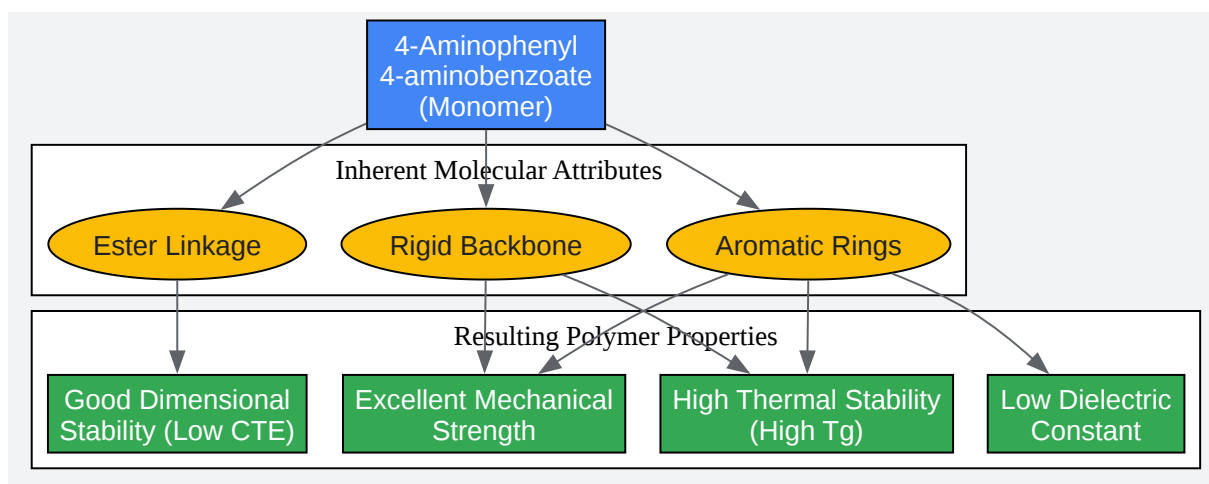 4-Aminophenyl
4-aminobenzoate
(Monomer)
Inherent Molecular Attributes
Ester Linkage
Rigid Backbone
Aromatic Rings
Resulting Polymer Properties
Good Dimensional
Stability (Low CTE)
Excellent Mechanical
Strength
High Thermal Stability
(High Tg)
Low Dielectric
Constant